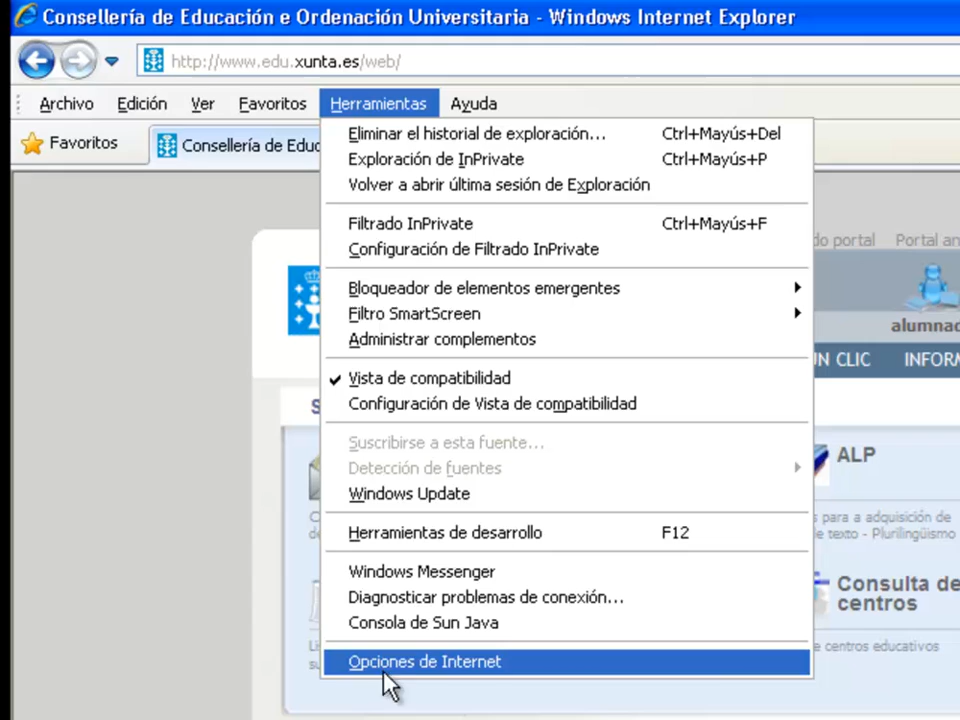 Consellería de Educación e Ordenación Universitaria - Windows Internet Explorer
http://www.edu.xunta.es/web/
Archivo Edición Ver Favoritos Herramientas Ayuda
Favoritos Consellería de Educ
Eliminar el historial de exploración... Ctrl+Mayús+Del
Exploración de InPrivate Ctrl+Mayús+P
Volver a abrir última sesión de Exploración
Filtrado InPrivate Ctrl+Mayús+F
Configuración de Filtrado InPrivate
do portal Portal an
Bloqueador de elementos emergentes
Filtro SmartScreen
alumnad
Administrar complementos
N CLIC INFORM
Vista de compatibilidad
Configuración de Vista de compatibilidad
Suscribirse a esta fuente...
ALP
Detección de fuentes
Windows Update
s para a adquisición de
de texto - Plurilingüismo
Herramientas de desarrollo F12
Windows Messenger
Consulta de
centros
Diagnosticar problemas de conexión...
Consola de Sun Java
e centros educativos
Opciones de Internet